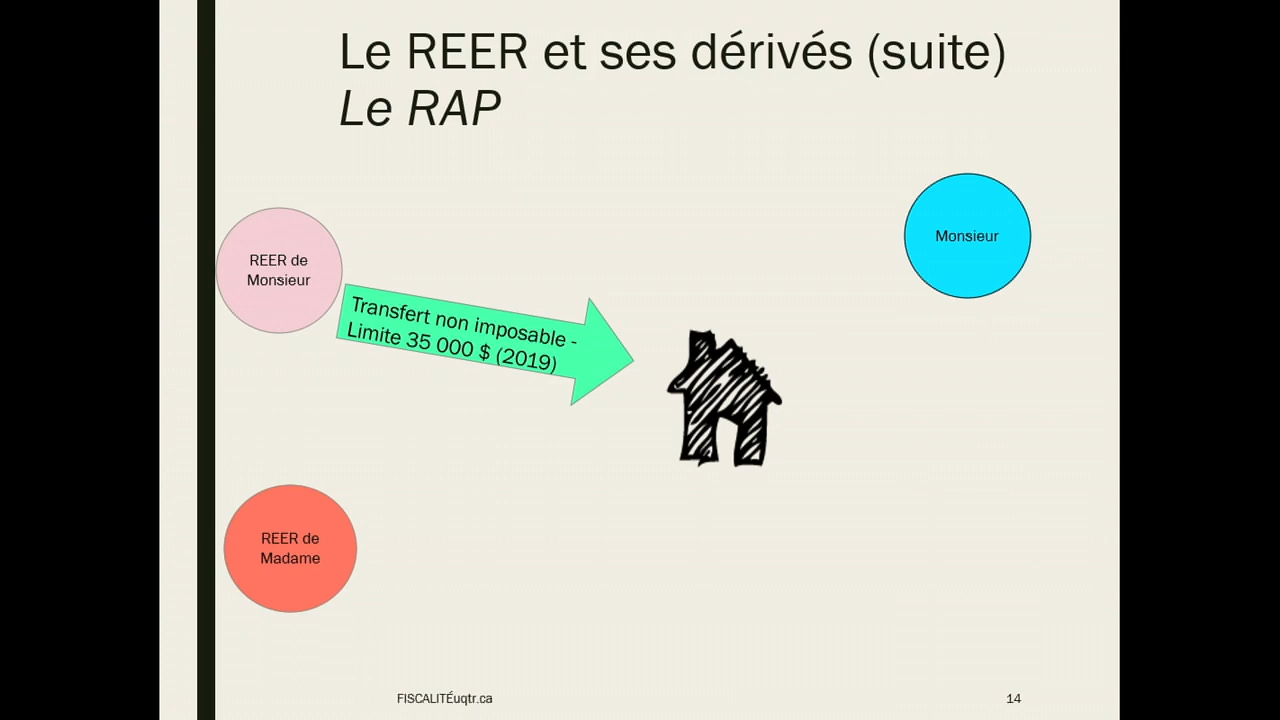 Le REER et ses dérivés (suite)
Le RAP
Monsieur
REER de
Monsieur
Transfert non imposable -
Limite 35 000 $ (2019)
REER de
Madame
FISCALITÉuqtr.ca
14